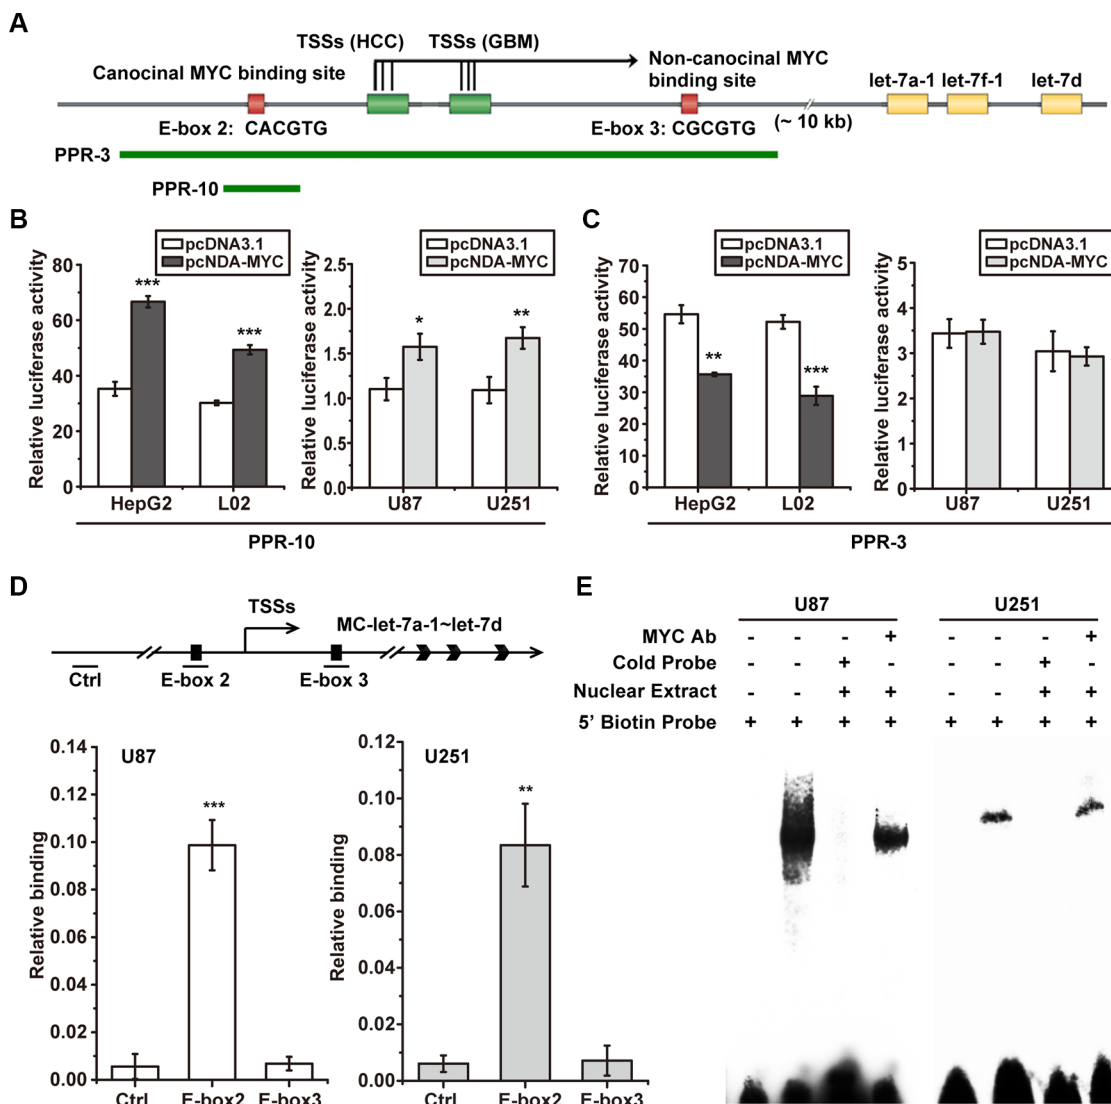 A
TSSs (HCC) TSSs (GBM)
Canocinal MYC binding site
Non-canocinal MYC
binding site
let-7a-1 let-7f-1 let-7d
E-box 2: CACGTG
E-box 3: CGCGTG
(~ 10 kb)
PPR-3
PPR-10
B
pcDNA3.1
pcNDA-MYC
Relative luciferase activity
80
60
40
20
0
***
***
HepG2 L02
pcDNA3.1
pcNDA-MYC
Relative luciferase activity
2.5
2.0
1.5
1.0
0.5
0.0
*
**
U87 U251
PPR-10
C
pcDNA3.1
pcNDA-MYC
Relative luciferase activity
70
60
50
40
30
20
10
0
**
***
HepG2 L02
pcDNA3.1
pcNDA-MYC
Relative luciferase activity
5
4
3
2
1
0
U87 U251
PPR-3
D
TSSs
MC-let-7a-1~let-7d
Ctrl E-box 2 E-box 3
U87
Relative binding
0.14
0.12
0.10
0.08
0.06
0.04
0.02
0.00
***
Ctrl E-box2 E-box3
U251
Relative binding
0.12
0.10
0.08
0.06
0.04
0.02
0.00
**
Ctrl E-box2 E-box3
E
U87 U251
MYC Ab - - - + - - - +
Cold Probe - - + - - - + -
Nuclear Extract - - + + - - + +
5' Biotin Probe + + + + + + + +